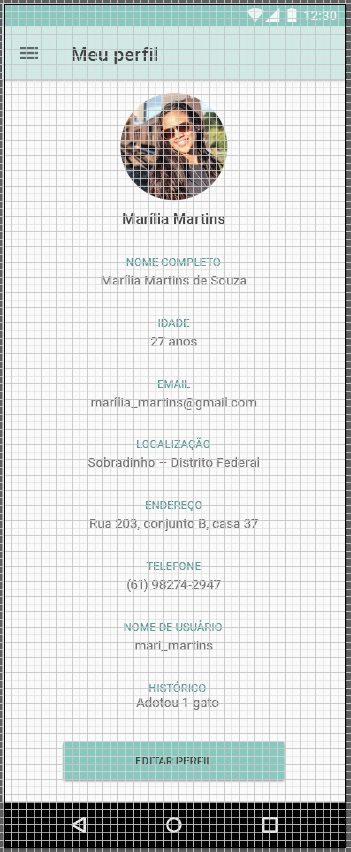 12:30
Meu perfil
Marília Martins
NOME COMPLETO
Marília Martins de Souza
IDADE
27 anos
EMAIL
marília_martins@gmail.com
LOCALIZAÇÃO
Sobradinho – Distrito Federal
ENDEREÇO
Rua 203, conjunto B, casa 37
TELEFONE
(61) 98274-2947
NOME DE USUÁRIO
mari_martins
HISTÓRICO
Adotou 1 gato
EDITAR PERFIL